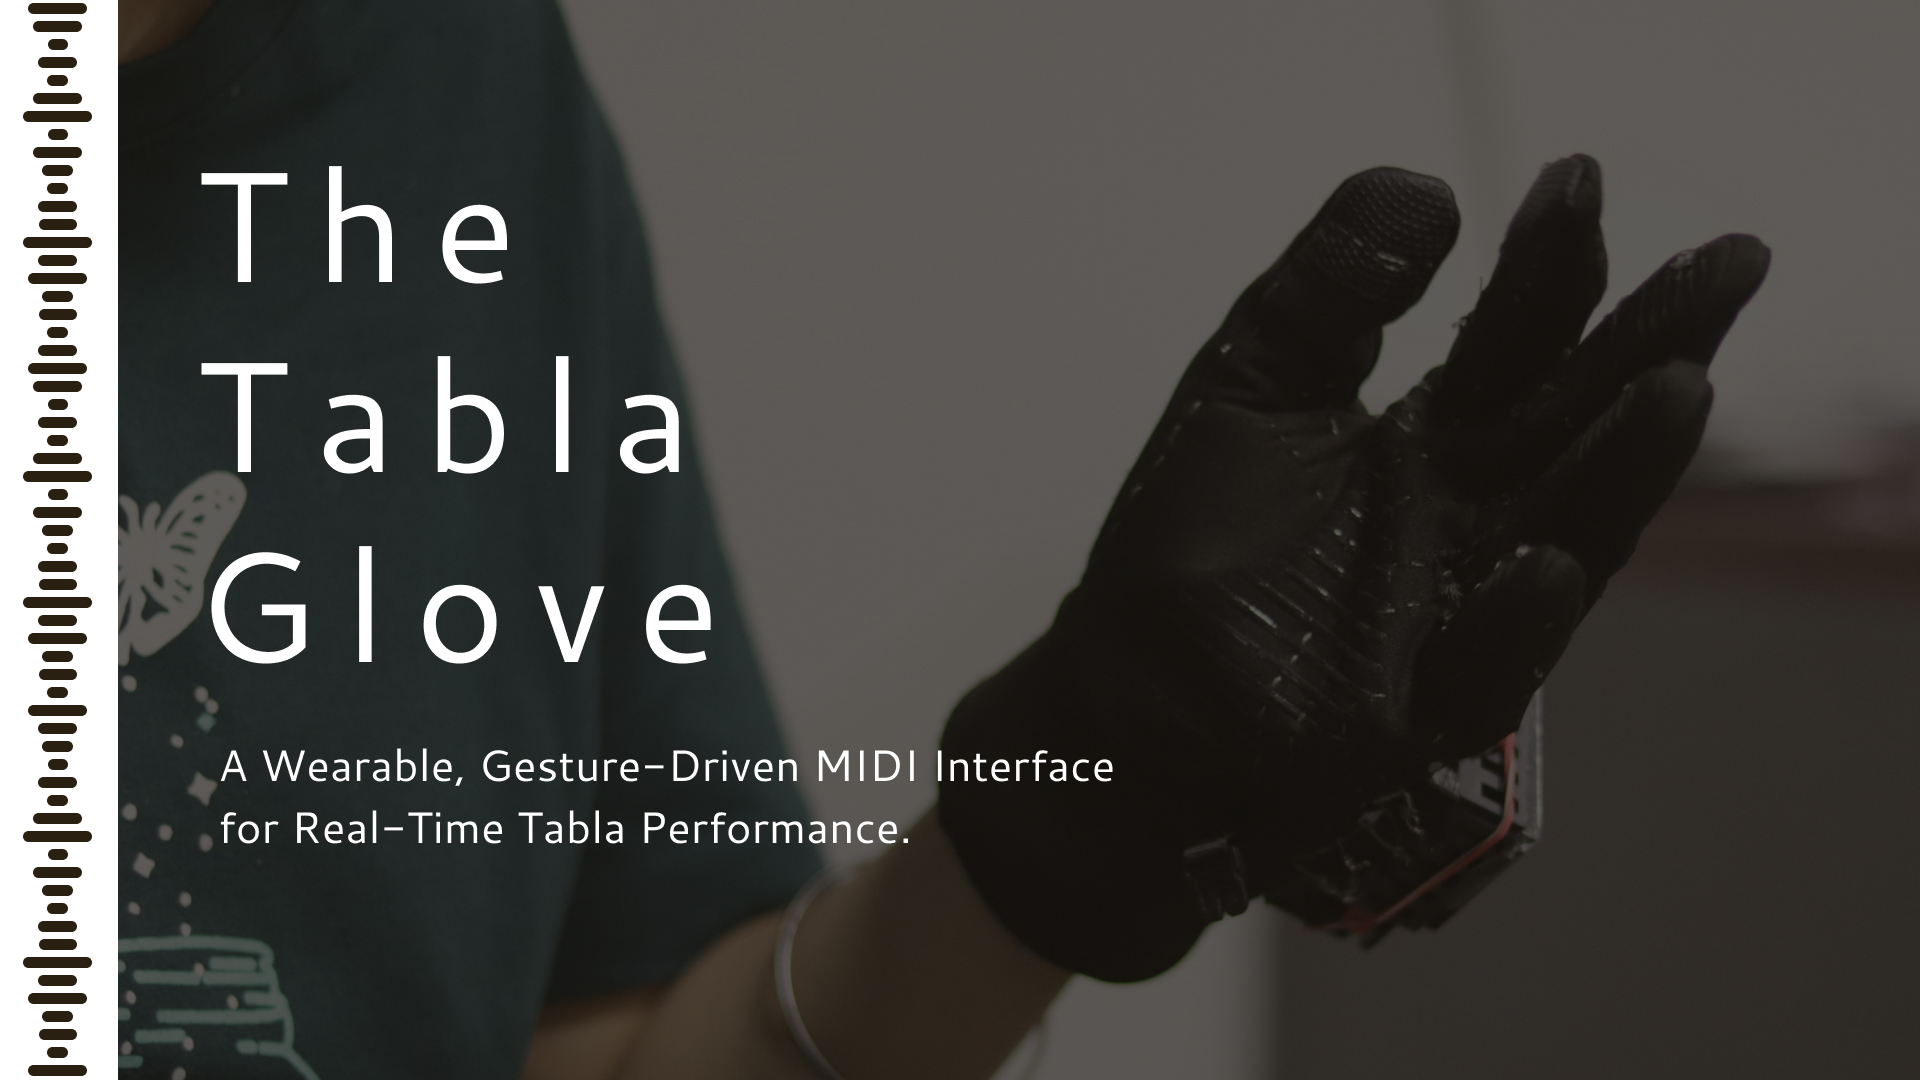 The
Tabla
Glove
A Wearable, Gesture-Driven MIDI Interface
for Real-Time Tabla Performance.